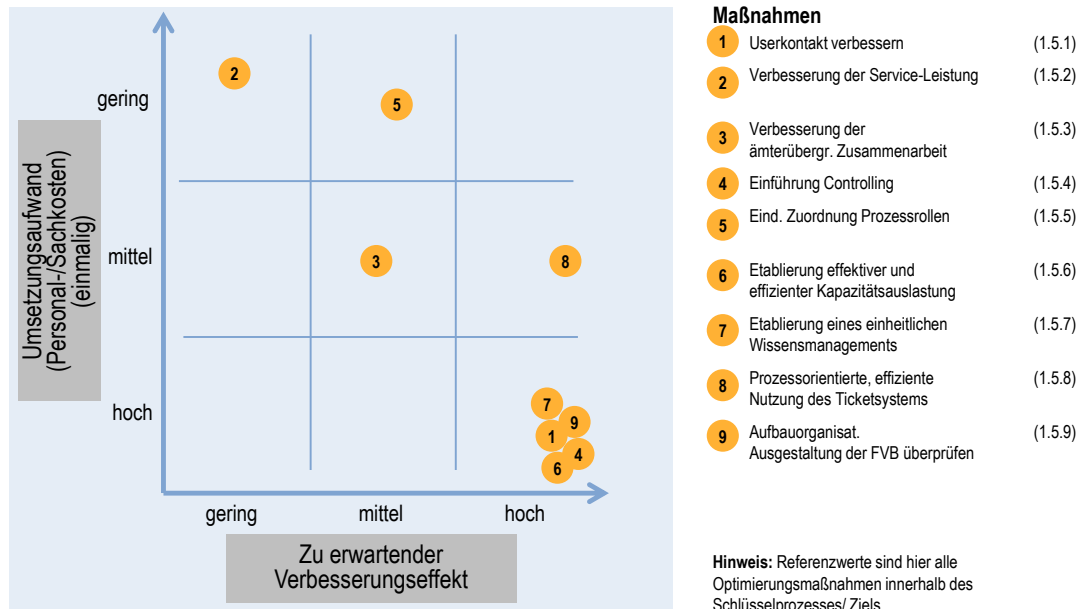 gering
mittel
hoch
Umsetzungsaufwand
(Personal-/Sachkosten)
(einmalig)
2
5
3
8
7
9
1
4
6
gering
mittel
hoch
Zu erwartender
Verbesserungseffekt
Maßnahmen
1 Userkontakt verbessern (1.5.1)
2 Verbesserung der Service-Leistung (1.5.2)
3 Verbesserung der (1.5.3)
ämterübergr. Zusammenarbeit
4 Einführung Controlling (1.5.4)
5 Eind. Zuordnung Prozessrollen (1.5.5)
6 Etablierung effektiver und (1.5.6)
effizienter Kapazitätsauslastung
7 Etablierung eines einheitlichen (1.5.7)
Wissensmanagements
8 Prozessorientierte, effiziente (1.5.8)
Nutzung des Ticketsystems
9 Aufbauorganisat. (1.5.9)
Ausgestaltung der FVB überprüfen
Hinweis: Referenzwerte sind hier alle
Optimierungsmaßnahmen innerhalb des
Schlüsselprozesses/ Ziels